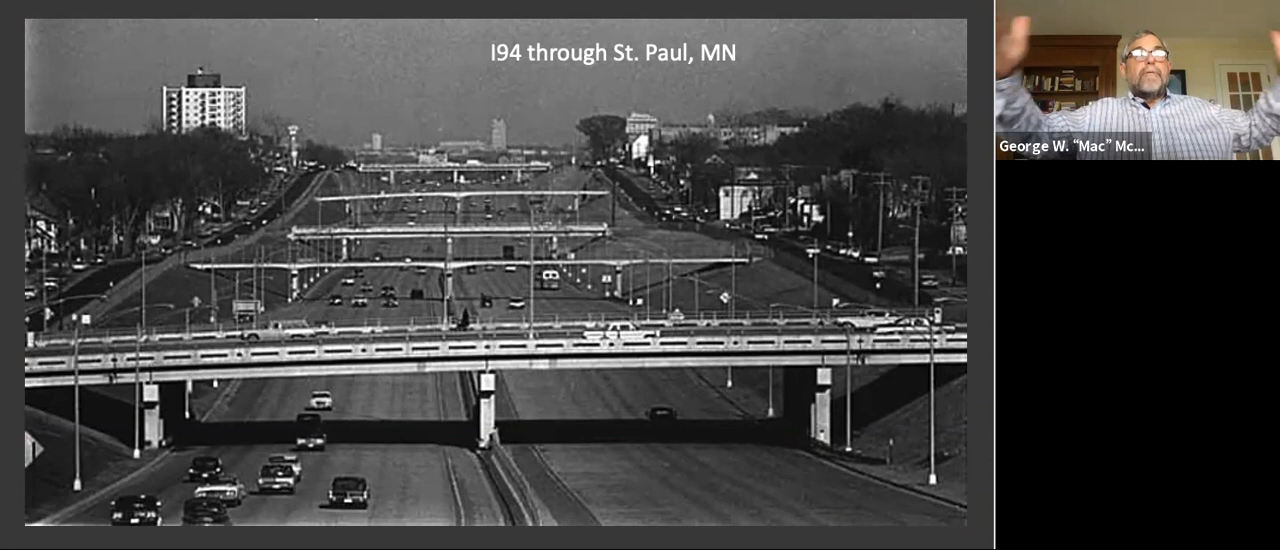 I94 through St. Paul, MN
George W. “Mac” Mc...